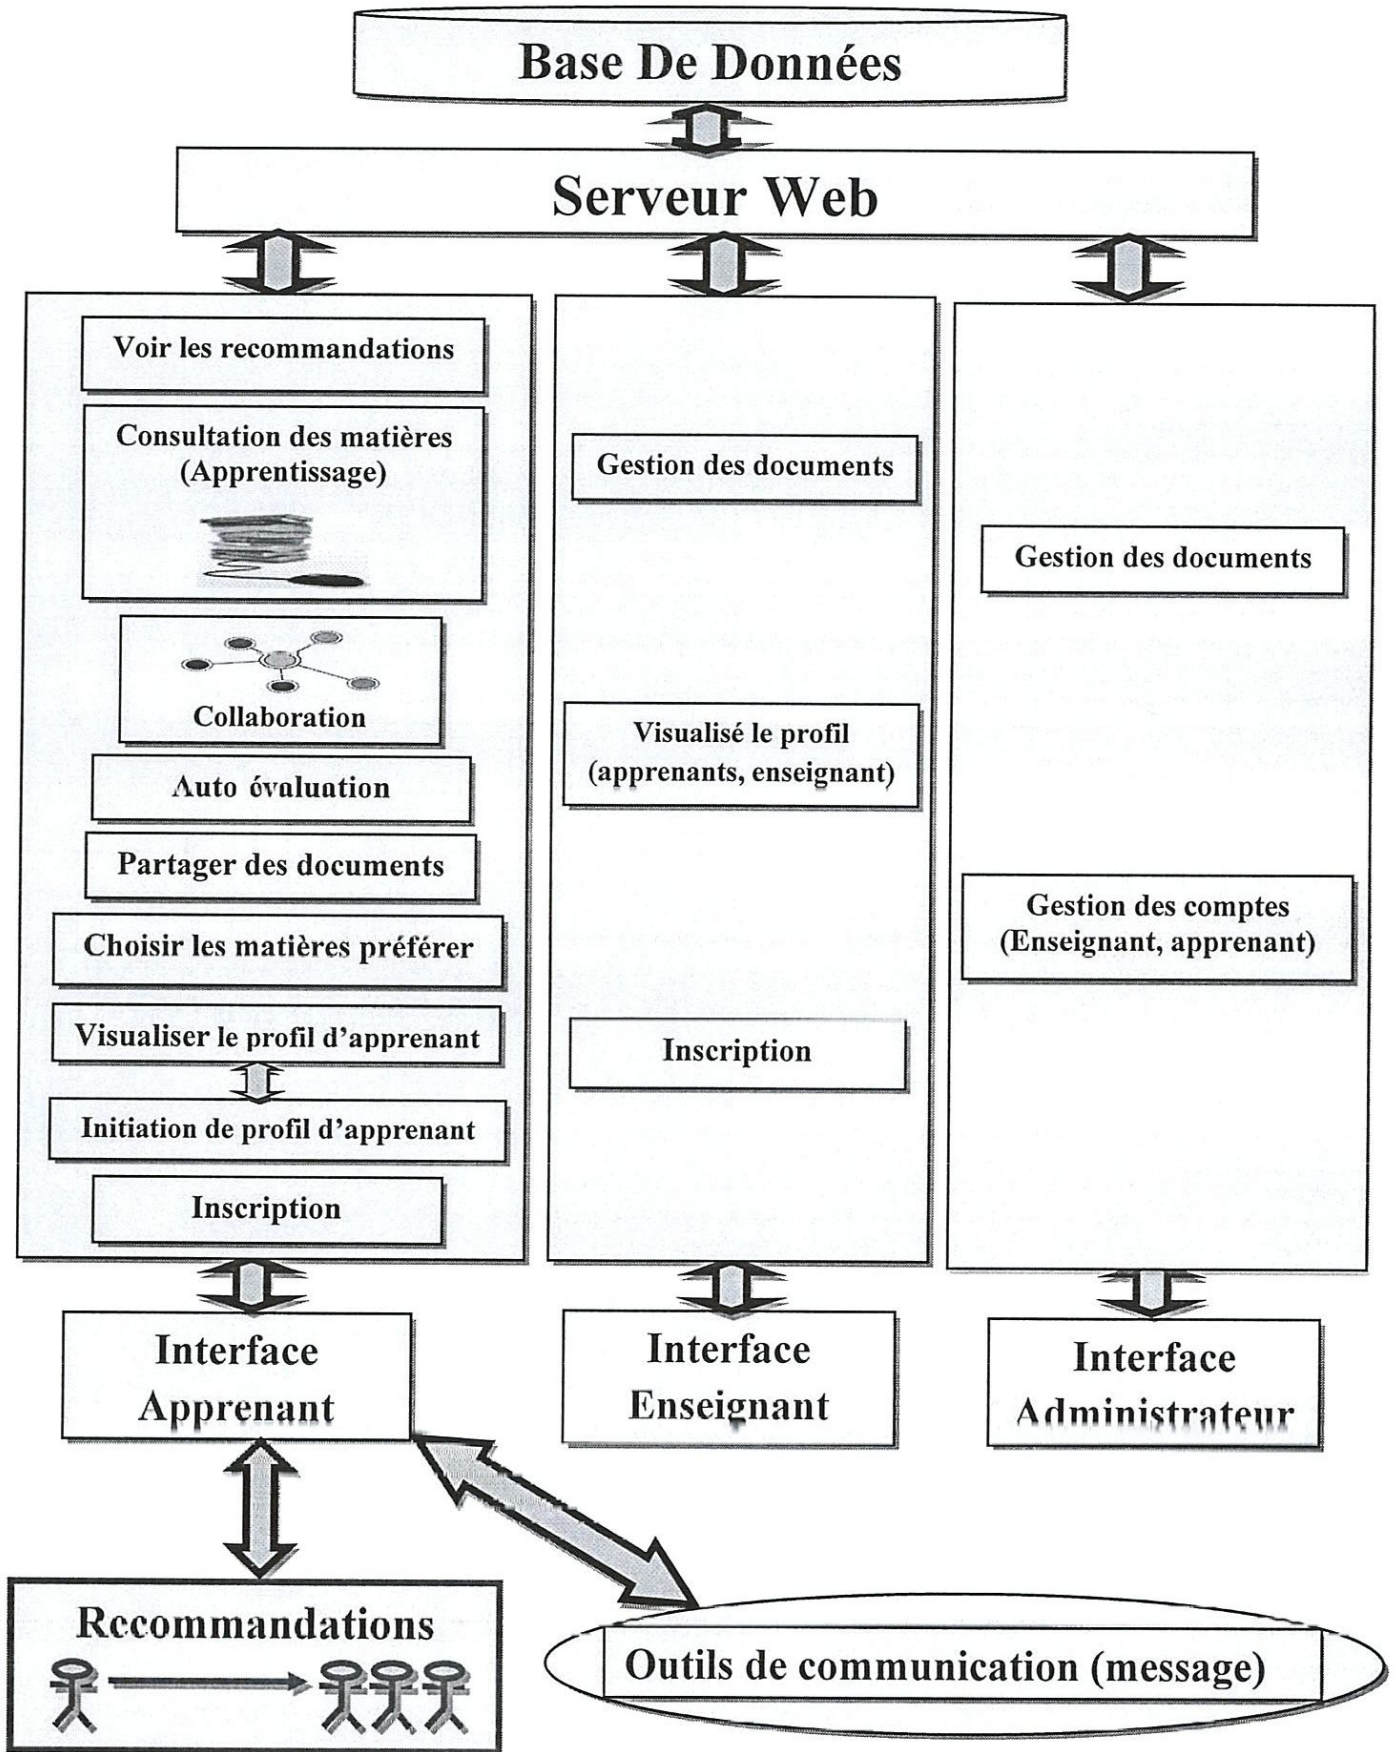 Base De Données
Serveur Web
Voir les recommandations
Consultation des matières
(Apprentissage)
Collaboration
Auto évaluation
Partager des documents
Choisir les matières préférer
Visualiser le profil d'apprenant
Initiation de profil d'apprenant
Inscription
Gestion des documents
Visualisé le profil
(apprenants, enseignant)
Inscription
Gestion des documents
Gestion des comptes
(Enseignant, apprenant)
Interface
Apprenant
Interface
Enseignant
Interface
Administrateur
Recommandations
Outils de communication (message)